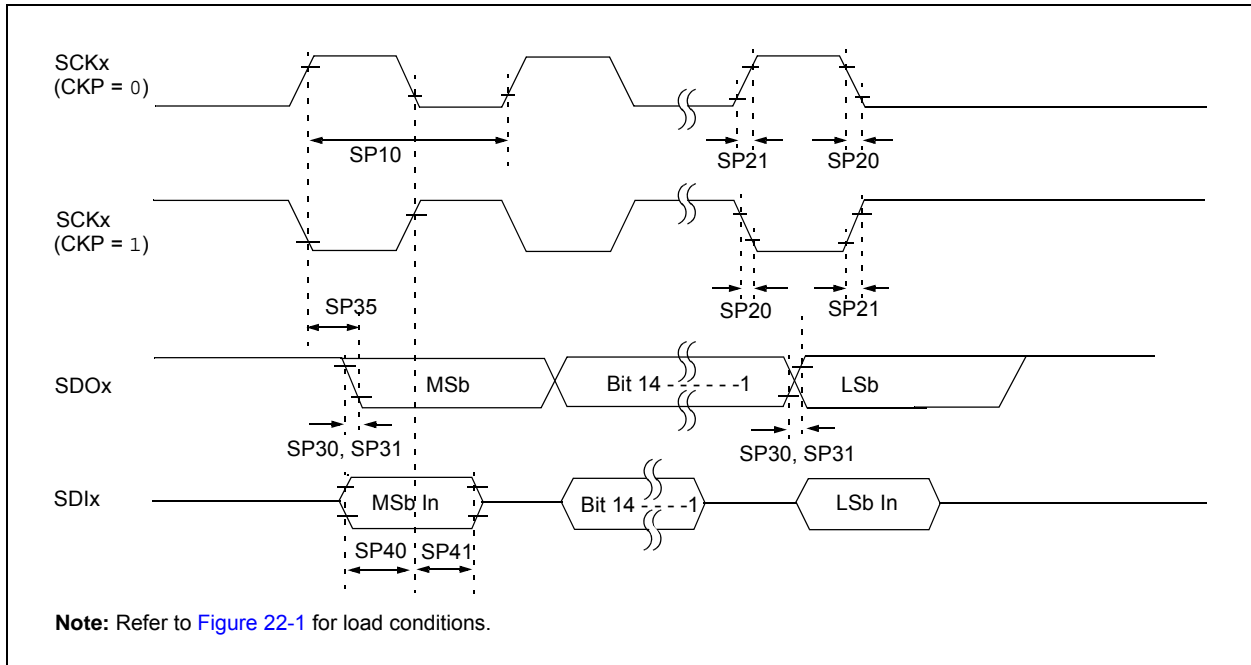 SCKx
(CKP = 0)
SP10
SP21
SP20
SCKx
(CKP = 1)
SP35
SP20
SP21
SDOx
MSb
Bit 14 - - - - - -1
LSb
SP30, SP31
SP30, SP31
SDIx
MSb In
Bit 14 - - - - -1
LSb In
SP40
SP41
Note: Refer to Figure 22-1 for load conditions.